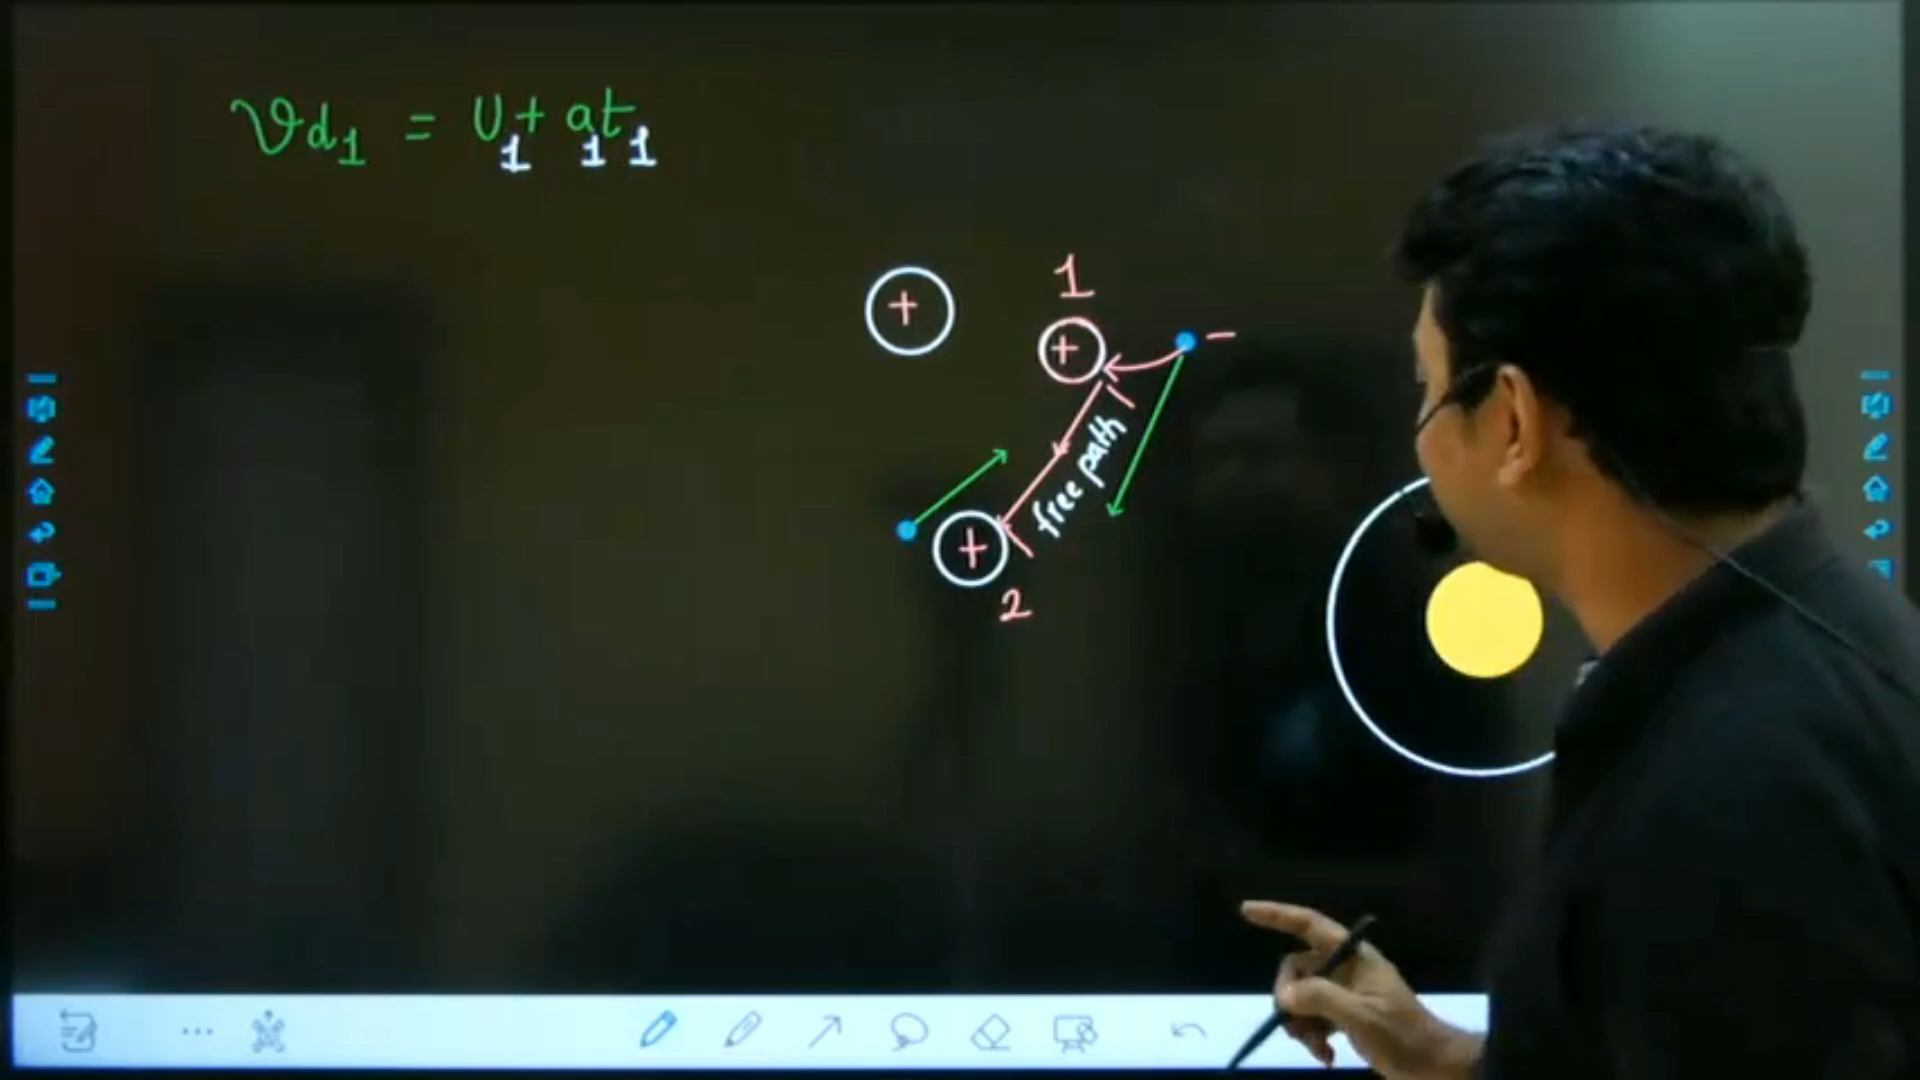 Vd₁ = U₁ + a₁t₁
1
+
+ -
free path
+
2